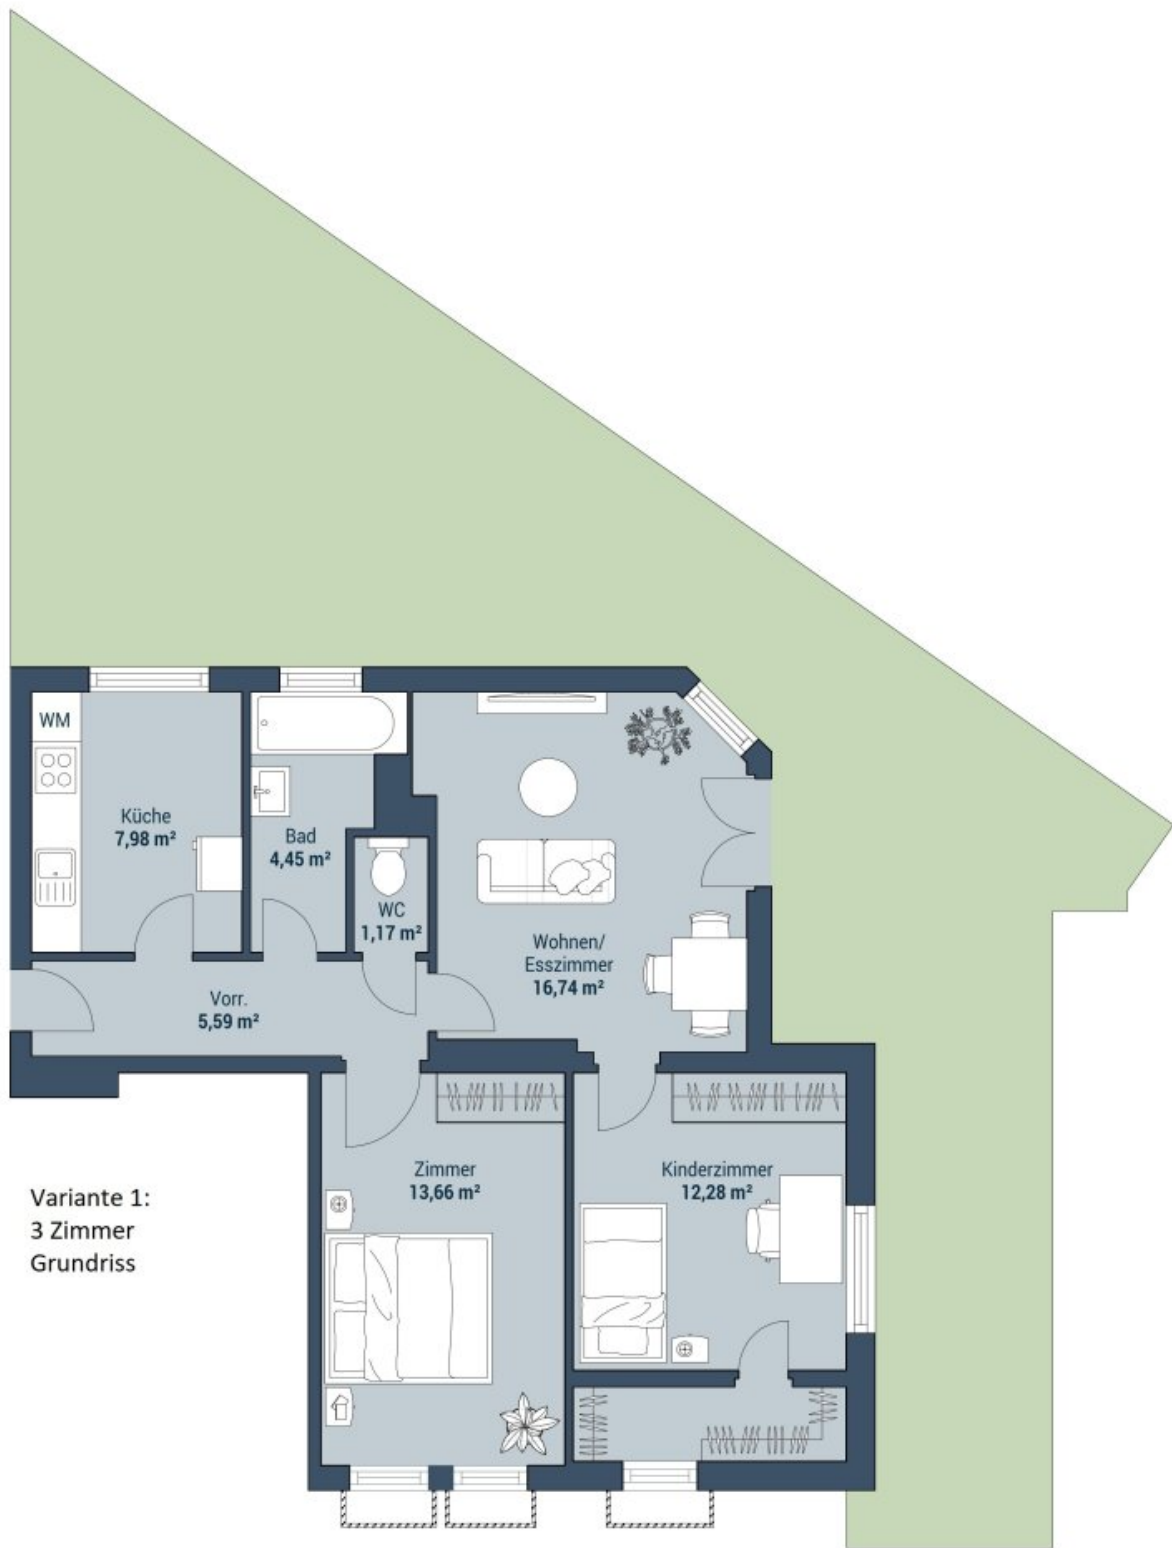 WM
Küche
7,98 m²
Bad
4,45 m²
WC
1,17 m²
Wohnen/
Esszimmer
16,74 m²
Vorr.
5,59 m²
Zimmer
13,66 m²
Kinderzimmer
12,28 m²
Variante 1:
3 Zimmer
Grundriss